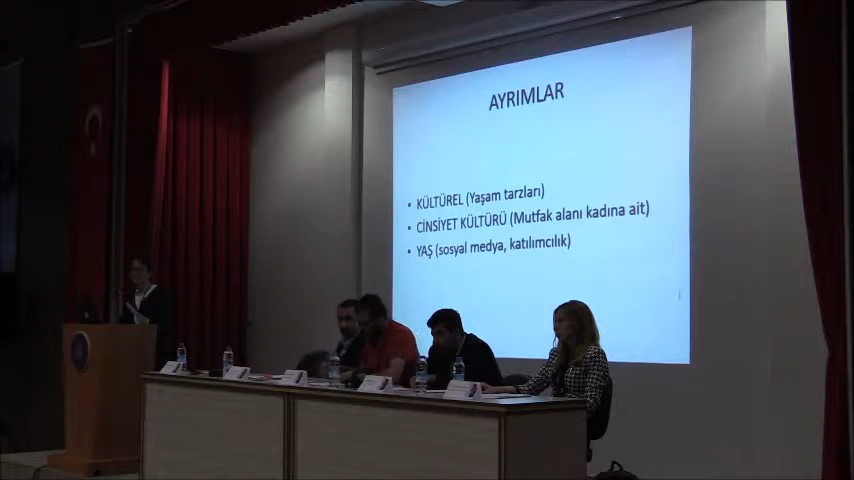 AYRIMLAR
• KÜLTÜREL (Yaşam tarzları)
• CİNSİYET KÜLTÜRÜ (Mutfak alanı kadına ait)
• YAŞ (sosyal medya, katılımcılık)